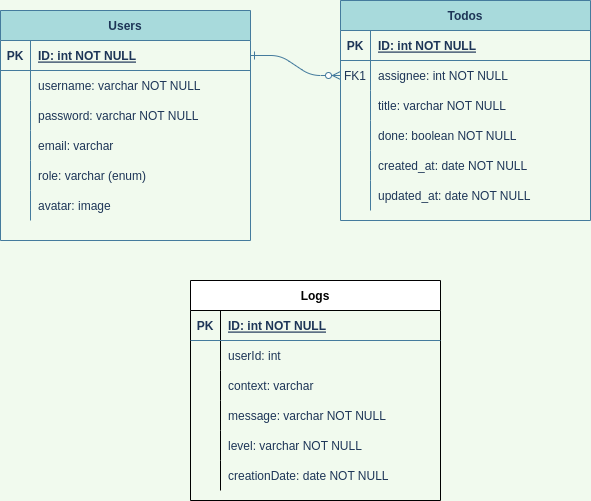 Users
PK ID: int NOT NULL
username: varchar NOT NULL
password: varchar NOT NULL
email: varchar
role: varchar (enum)
avatar: image
Todos
PK ID: int NOT NULL
FK1 assignee: int NOT NULL
title: varchar NOT NULL
done: boolean NOT NULL
created_at: date NOT NULL
updated_at: date NOT NULL
Logs
PK ID: int NOT NULL
userId: int
context: varchar
message: varchar NOT NULL
level: varchar NOT NULL
creationDate: date NOT NULL